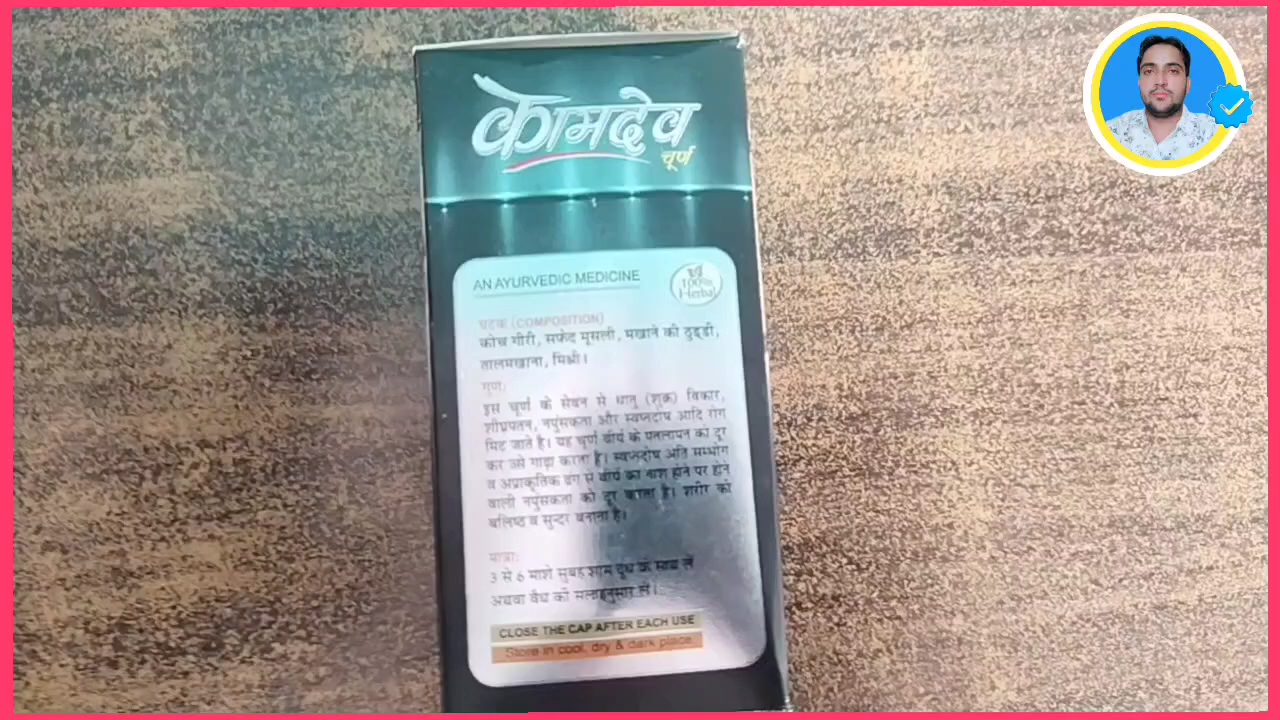 कामदेव
चूर्ण
AN AYURVEDIC MEDICINE
100%
Herbal
घटक (COMPOSITION)
कोंच गीरी, सफेद मूसली, मखाने की ठुड्डी,
तालमखाना, मिश्री।
गुण:
इस चूर्ण के सेवन से धातु (शुक्र) विकार,
शीघ्रपतन, नपुंसकता और स्वप्नदोष आदि रोग
मिट जाते है। यह चूर्ण वीर्य के पतलापन को दूर
कर उसे गाढ़ा करता है। स्वप्नदोष अति सम्भोग
व अप्राकृतिक ढंग से वीर्य का नाश होने पर होने
वाली नपुंसकता को दूर करता है। शरीर को
बलिष्ठ व सुन्दर बनाता है।
मात्रा:
3 से 6 माशे सुबह शाम दूध के साथ लें
अथवा वैद्य की सलाहनुसार लें।
CLOSE THE CAP AFTER EACH USE
Store in cool, dry & dark place.